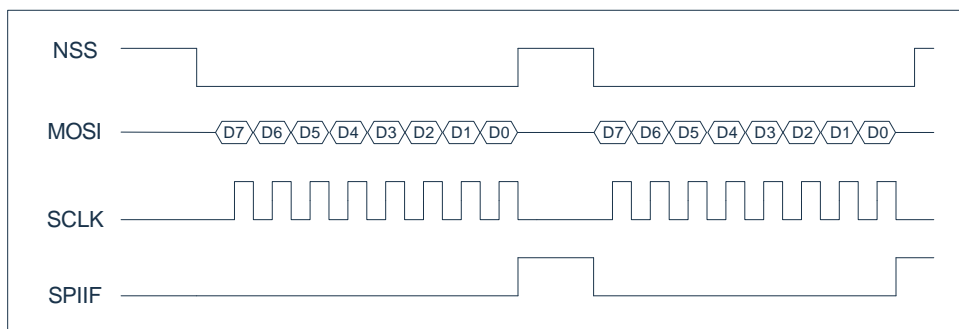 NSS
MOSI D7 D6 D5 D4 D3 D2 D1 D0 D7 D6 D5 D4 D3 D2 D1 D0
SCLK
SPIIF